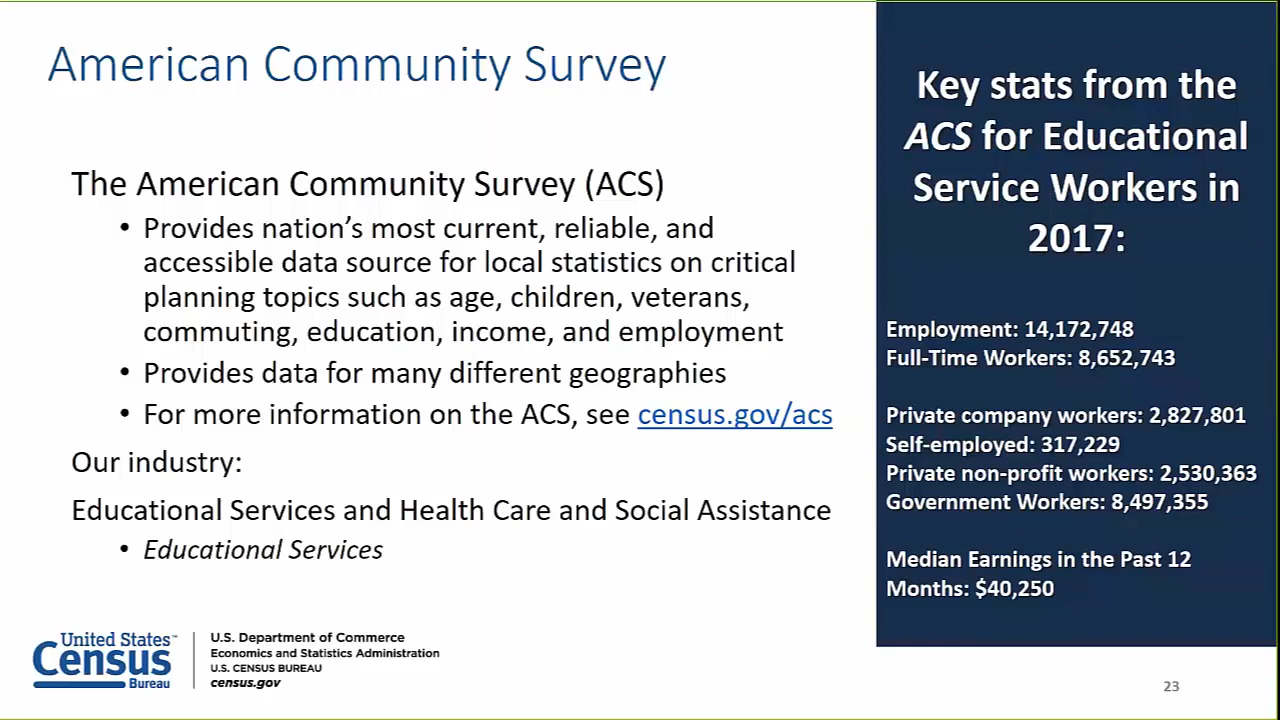 American Community Survey
The American Community Survey (ACS)
• Provides nation's most current, reliable, and
accessible data source for local statistics on critical
planning topics such as age, children, veterans,
commuting, education, income, and employment
• Provides data for many different geographies
• For more information on the ACS, see census.gov/acs
Our industry:
Educational Services and Health Care and Social Assistance
• Educational Services
Key stats from the
ACS for Educational
Service Workers in
2017:
Employment: 14,172,748
Full-Time Workers: 8,652,743
Private company workers: 2,827,801
Self-employed: 317,229
Private non-profit workers: 2,530,363
Government Workers: 8,497,355
Median Earnings in the Past 12
Months: $40,250
United States™
Census
Bureau
U.S. Department of Commerce
Economics and Statistics Administration
U.S. CENSUS BUREAU
census.gov
23